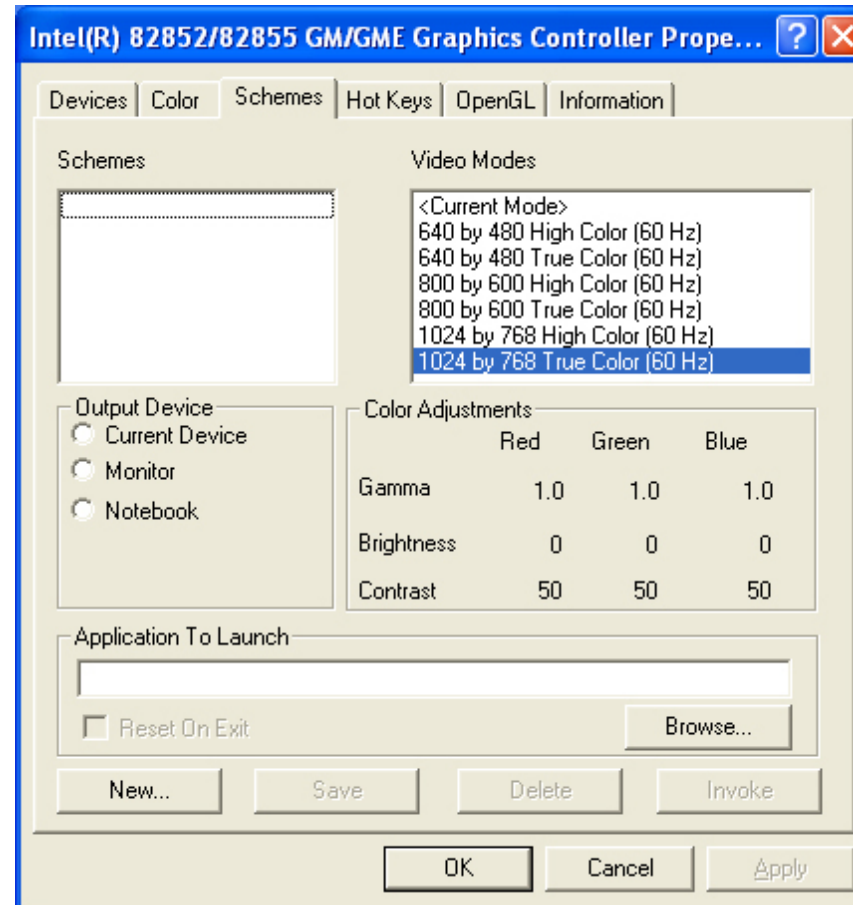 Intel(R) 82852/82855 GM/GME Graphics Controller Prope... ?
Devices Color Schemes Hot Keys OpenGL Information
Schemes Video Modes
<Current Mode>
640 by 480 High Color (60 Hz)
640 by 480 True Color (60 Hz)
800 by 600 High Color (60 Hz)
800 by 600 True Color (60 Hz)
1024 by 768 High Color (60 Hz)
1024 by 768 True Color (60 Hz)
Output Device
Current Device
Monitor
Notebook
Color Adjustments
Red Green Blue
Gamma 1.0 1.0 1.0
Brightness 0 0 0
Contrast 50 50 50
Application To Launch
Reset On Exit Browse...
New... Save Delete Invoke
OK Cancel Apply